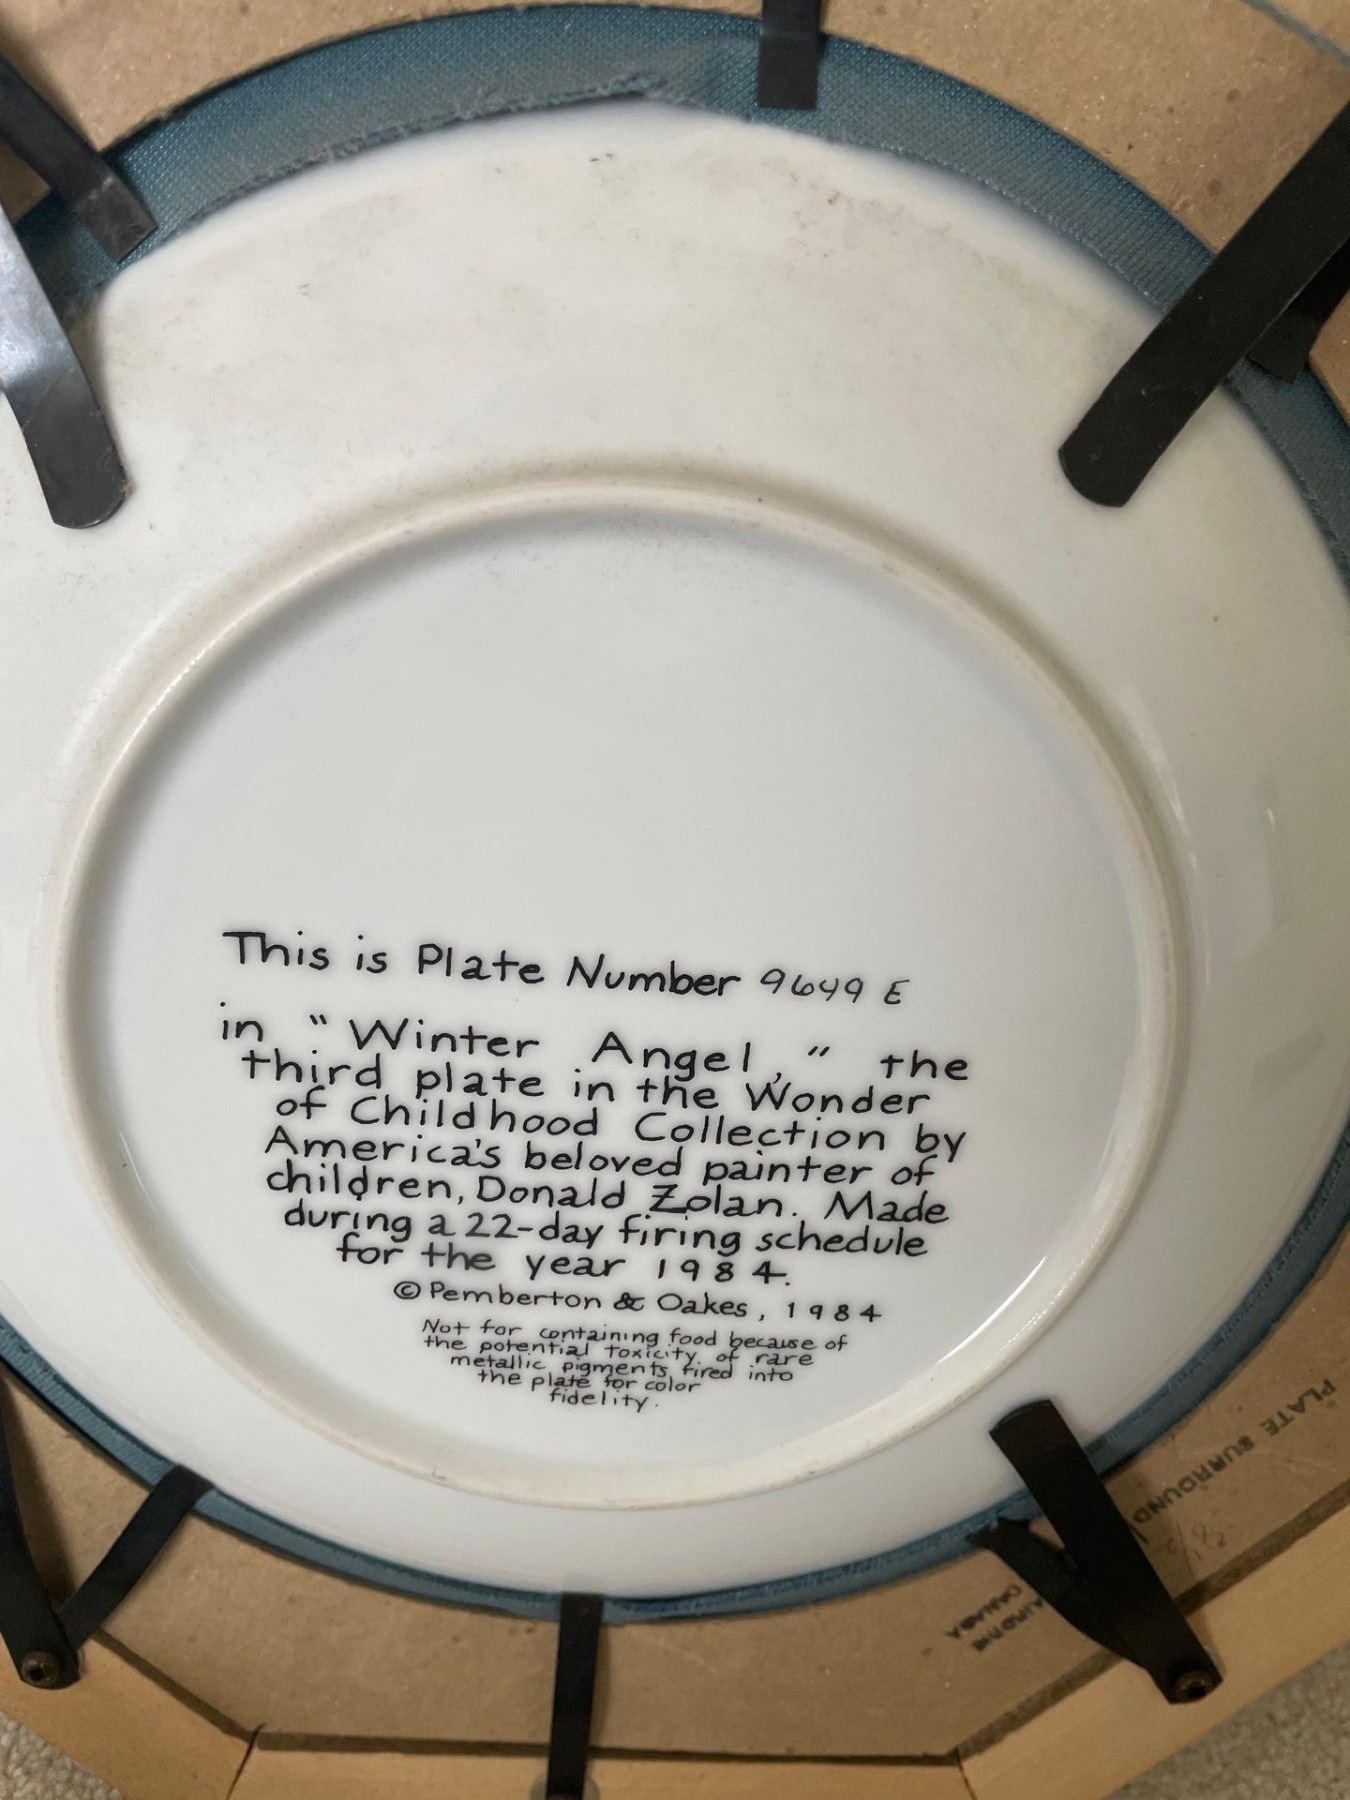 This is Plate Number 9649 E
in "Winter Angel," the
third plate in the Wonder
of Childhood Collection by
America's beloved painter of
children, Donald Zolan. Made
during a 22-day firing schedule
for the year 1984.
© Pemberton & Oakes, 1984
Not for containing food because of
the potential toxicity of rare
metallic pigments fired into
the plate for color
fidelity.
PLATE SURROUND
CANADA